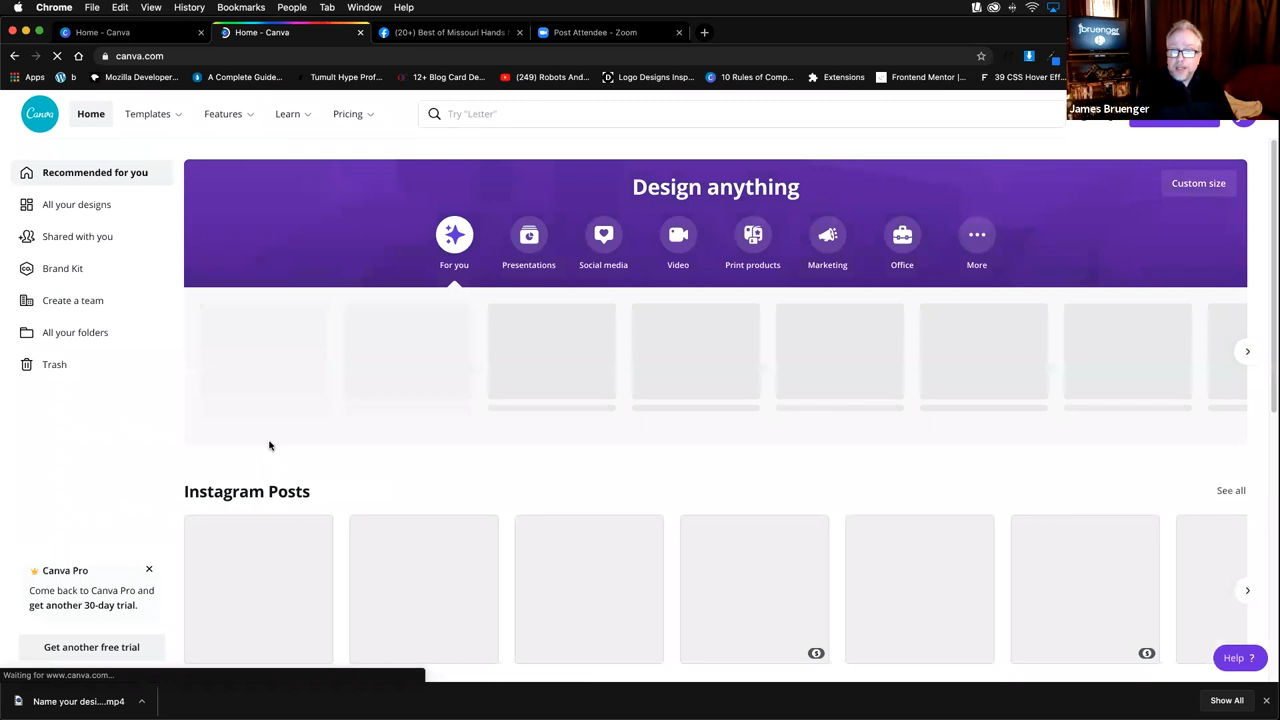 Chrome File Edit View History Bookmarks People Tab Window Help
Home - Canva
Home - Canva
(20+) Best of Missouri Hands
Post Attendee - Zoom
canva.com
Apps
b
Mozilla Developer...
A Complete Guide...
Tumult Hype Prof...
12+ Blog Card De...
(249) Robots And...
Logo Designs Insp...
10 Rules of Comp...
Extensions
Frontend Mentor |...
39 CSS Hover Eff...
bruenger
James Bruenger
Canva
Home
Templates
Features
Learn
Pricing
Try "Letter"
Recommended for you
All your designs
Shared with you
Brand Kit
Create a team
All your folders
Trash
Design anything
Custom size
For you
Presentations
Social media
Video
Print products
Marketing
Office
More
Instagram Posts
See all
Canva Pro
Come back to Canva Pro and
get another 30-day trial.
Get another free trial
Help ?
Waiting for www.canva.com...
Name your desi....mp4
Show All